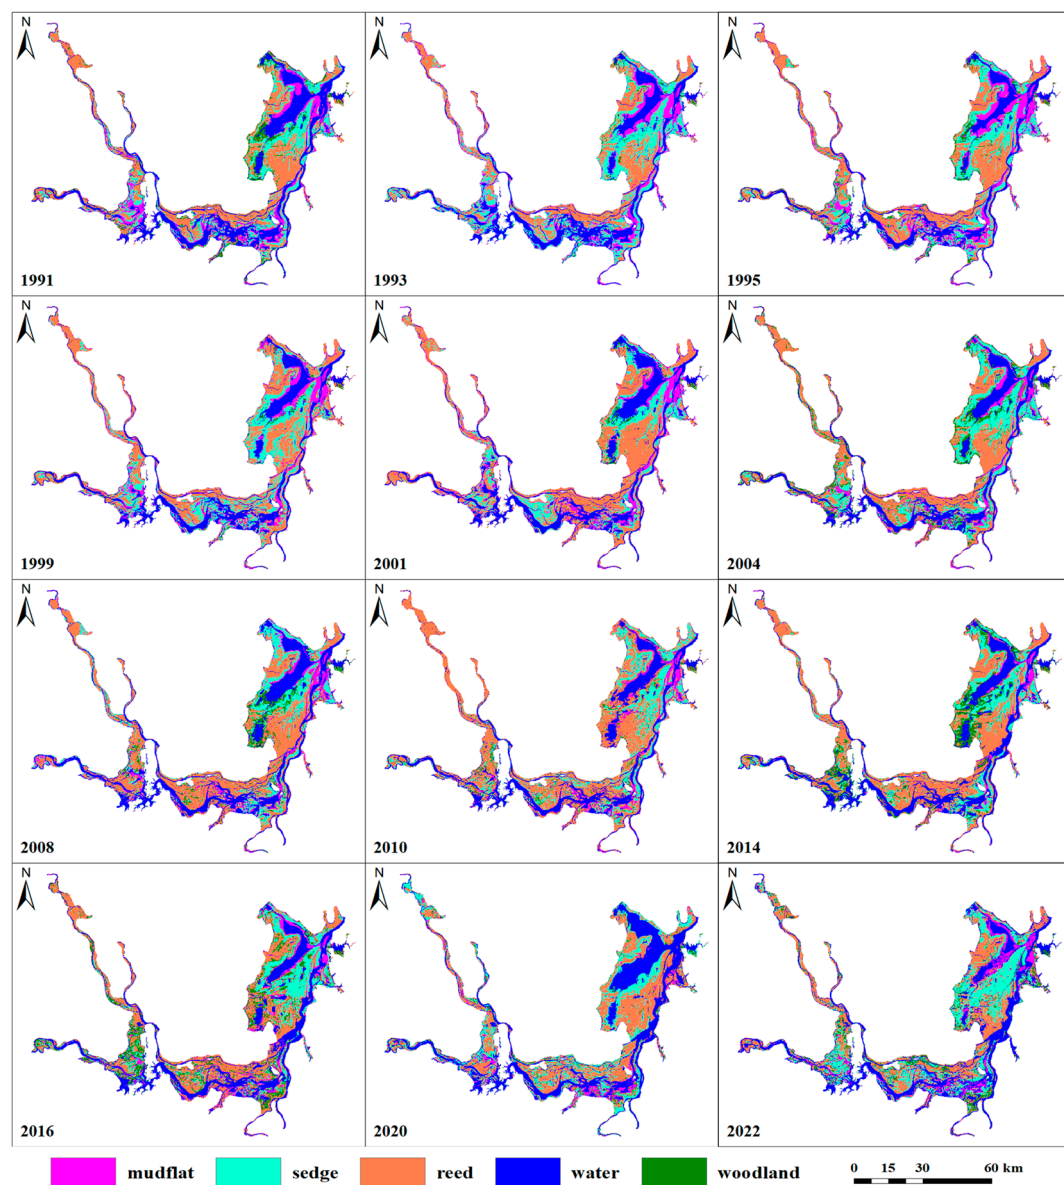 N N N
1991 1993 1995
N N N
1999 2001 2004
N N N
2008 2010 2014
N N N
2016 2020 2022
mudflat sedge reed water woodland
0 15 30 60 km